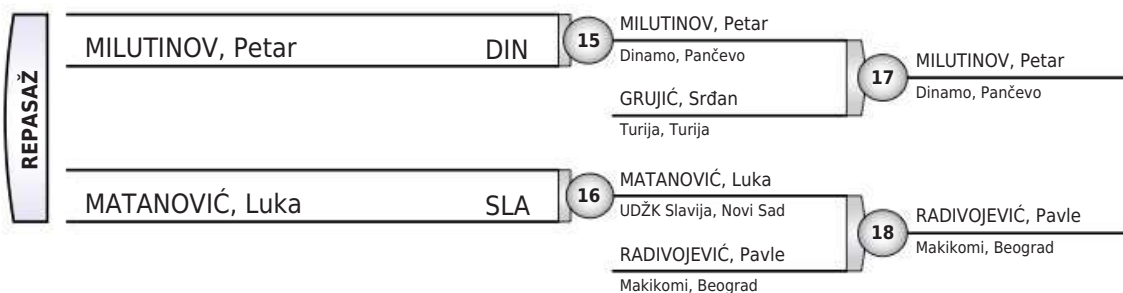 REPASAŽ
MILUTINOV, Petar DIN
15
MILUTINOV, Petar
Dinamo, Pančevo
GRUJIĆ, Srđan
Turija, Turija
17
MILUTINOV, Petar
Dinamo, Pančevo
MATANOVIĆ, Luka SLA
16
MATANOVIĆ, Luka
UDŽK Slavija, Novi Sad
RADIVOJEVIĆ, Pavle
Makikomi, Beograd
18
RADIVOJEVIĆ, Pavle
Makikomi, Beograd